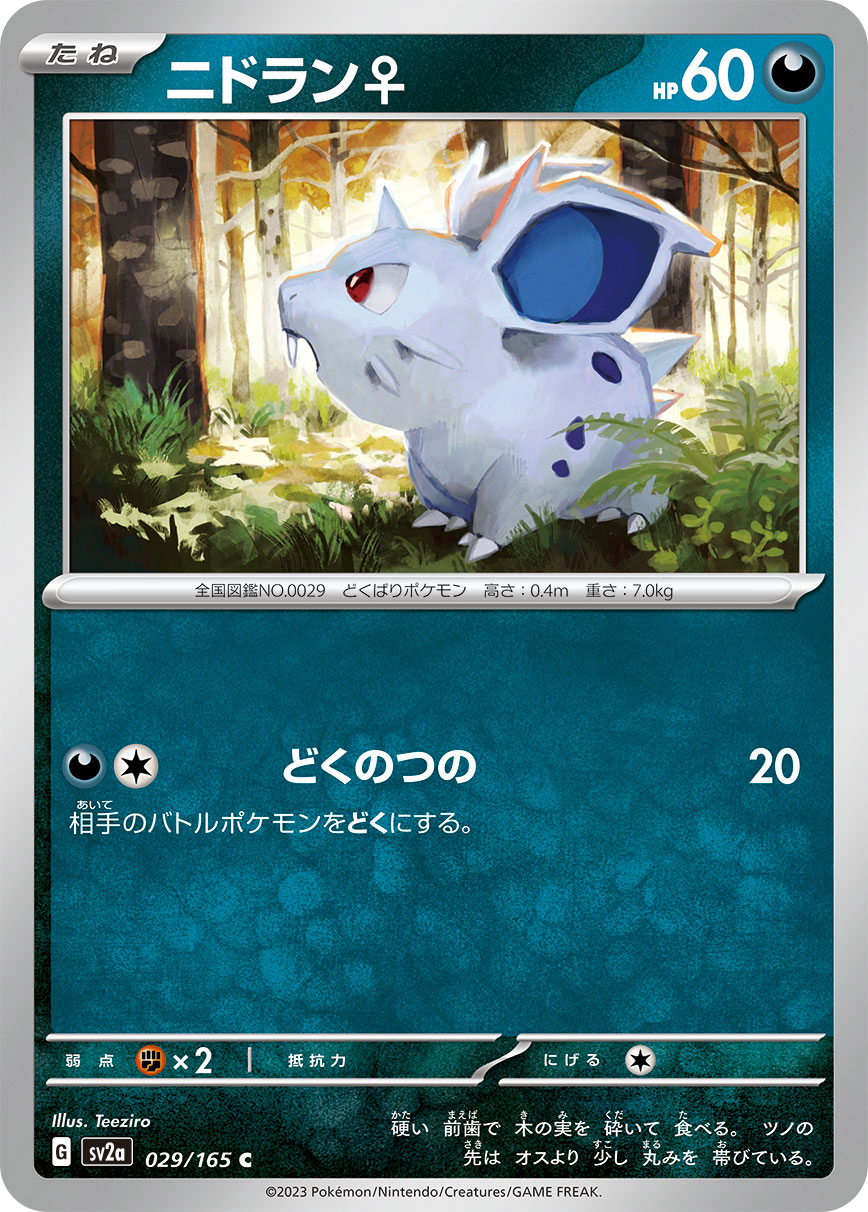 たね
ニドラン♀
HP60
全国図鑑NO.0029 どくばりポケモン 高さ:0.4m 重さ:7.0kg
どくのつの 20
相手のバトルポケモンをどくにする。
弱点 ×2 抵抗力 にげる
Illus. Teeziro
硬い 前歯で 木の実を 砕いて 食べる。 ツノの
先は オスより 少し 丸みを 帯びている。
G sv2a 029/165 C
©2023 Pokémon/Nintendo/Creatures/GAME FREAK.